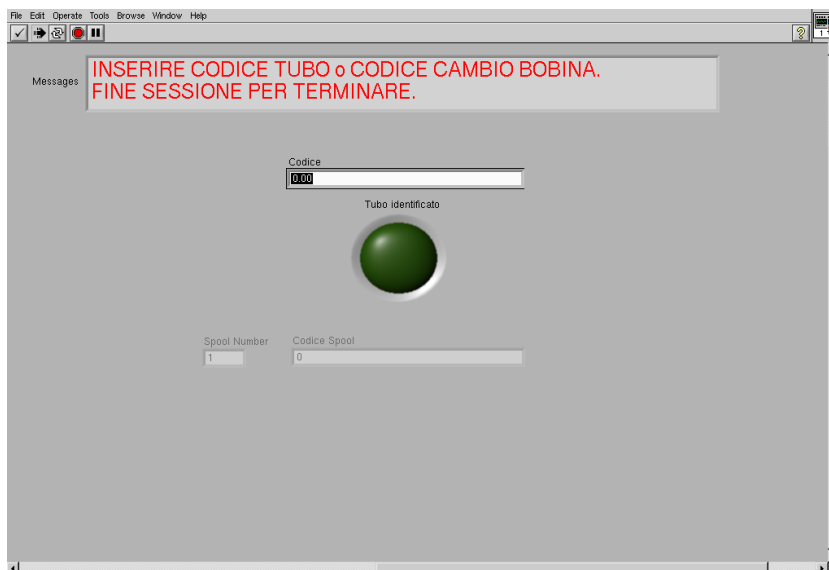 File Edit Operate Tools Browse Window Help
Messages
INSERIRE CODICE TUBO o CODICE CAMBIO BOBINA.
FINE SESSIONE PER TERMINARE.
Codice
0.00
Tubo identificato
Spool Number Codice Spool
1 0
?
1